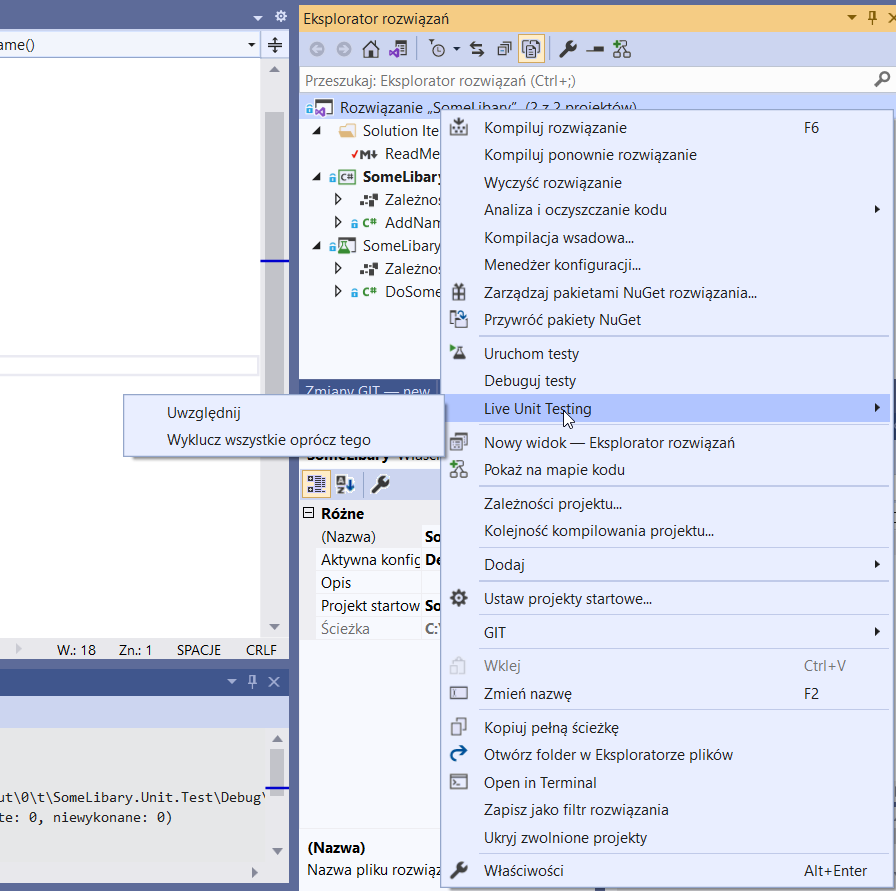 ame()
Eksplorator rozwiązań
Przeszukaj: Eksplorator rozwiązań (Ctrl+;)
Rozwiązanie „SomeLibary” (2 z 2 projektów)
Solution Ite
ReadMe
C# SomeLibary
Zależnoś
C# AddNam
SomeLibary
Zależnoś
C# DoSome
Zmiany GIT — new
Kompiluj rozwiązanie F6
Kompiluj ponownie rozwiązanie
Wyczyść rozwiązanie
Analiza i oczyszczanie kodu
Kompilacja wsadowa...
Menedżer konfiguracji...
Zarządzaj pakietami NuGet rozwiązania...
Przywróć pakiety NuGet
Uruchom testy
Debuguj testy
Live Unit Testing
Uwzględnij
Wyklucz wszystkie oprócz tego
Nowy widok — Eksplorator rozwiązań
Pokaż na mapie kodu
Zależności projektu...
Kolejność kompilowania projektu...
Dodaj
Ustaw projekty startowe...
GIT
Wklej Ctrl+V
Zmień nazwę F2
Kopiuj pełną ścieżkę
Otwórz folder w Eksploratorze plików
Open in Terminal
Zapisz jako filtr rozwiązania
Ukryj zwolnione projekty
Właściwości Alt+Enter
Różne
(Nazwa) So
Aktywna konfig De
Opis
Projekt startow So
Ścieżka C:\
(Nazwa)
Nazwa pliku rozwiąz
W.: 18 Zn.: 1 SPACJE CRLF
ut\0\t\SomeLibary.Unit.Test\Debug\
te: 0, niewykonane: 0)